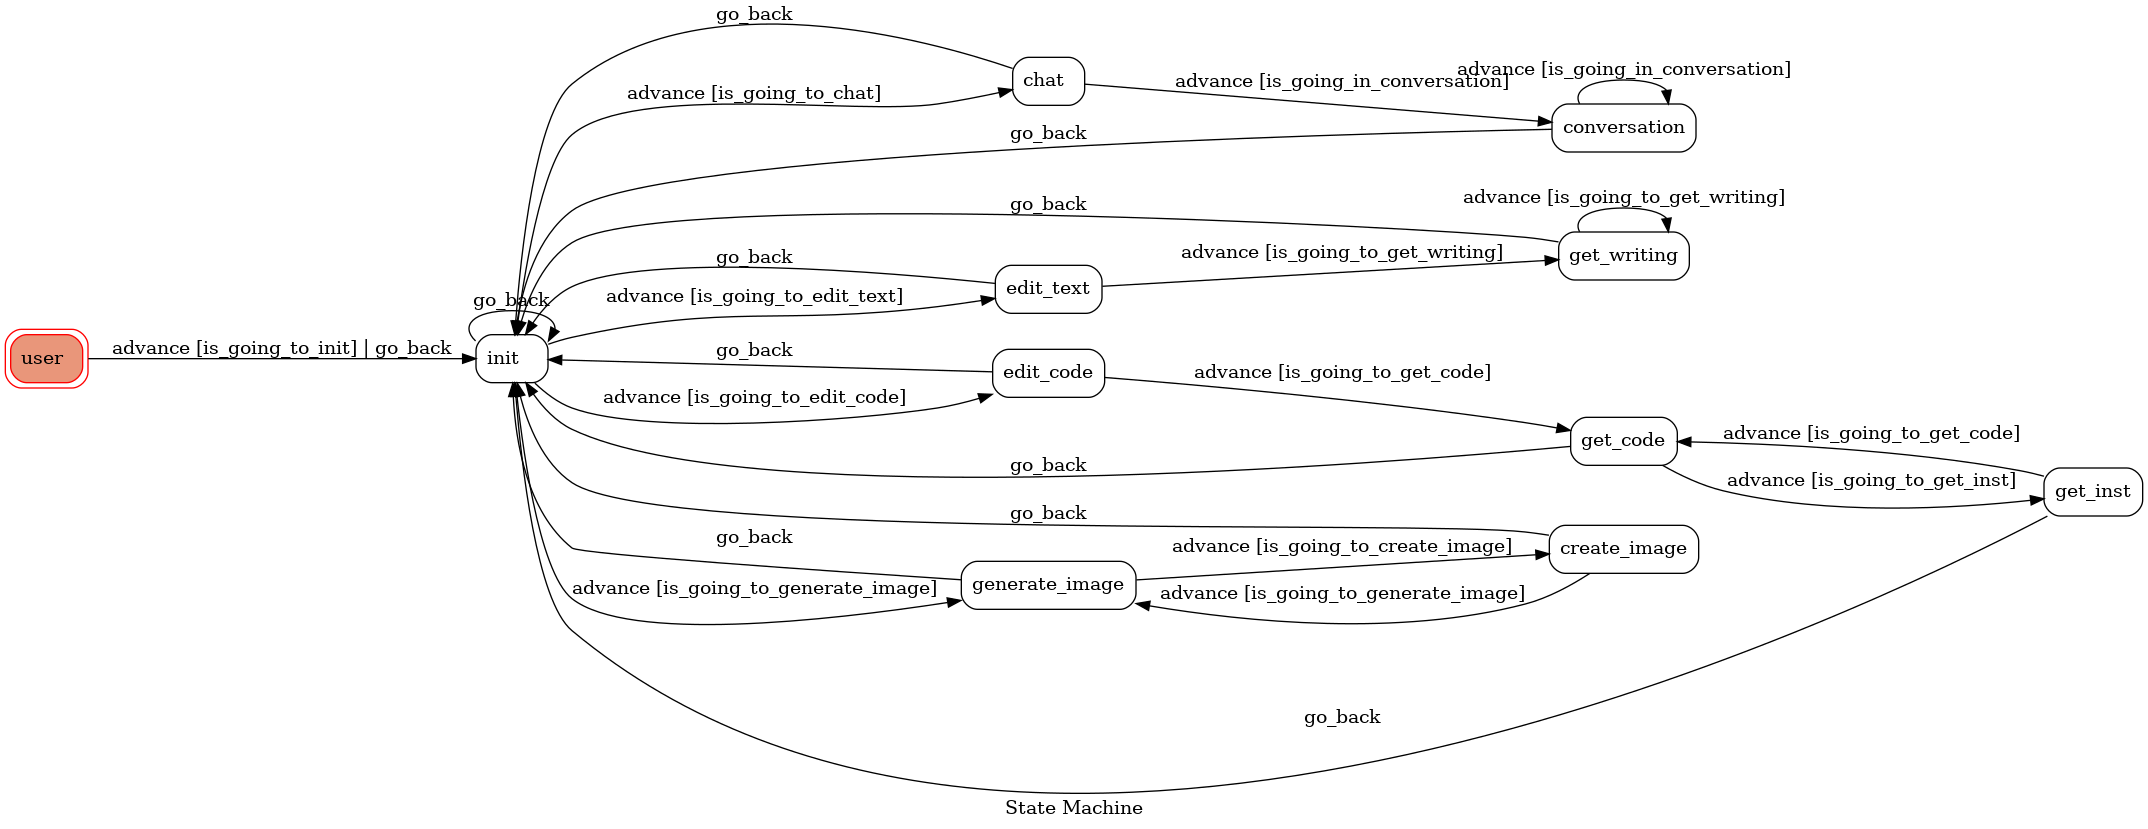 go_back
chat
advance [is_going_to_chat]
advance [is_going_in_conversation]
advance [is_going_in_conversation]
conversation
go_back
go_back
advance [is_going_to_get_writing]
get_writing
advance [is_going_to_get_writing]
go_back
edit_text
advance [is_going_to_edit_text]
go_back
user
advance [is_going_to_init] | go_back
init
go_back
edit_code
advance [is_going_to_edit_code]
advance [is_going_to_get_code]
get_code
advance [is_going_to_get_code]
go_back
advance [is_going_to_get_inst]
get_inst
go_back
go_back
create_image
advance [is_going_to_create_image]
generate_image
advance [is_going_to_generate_image]
advance [is_going_to_generate_image]
go_back
State Machine